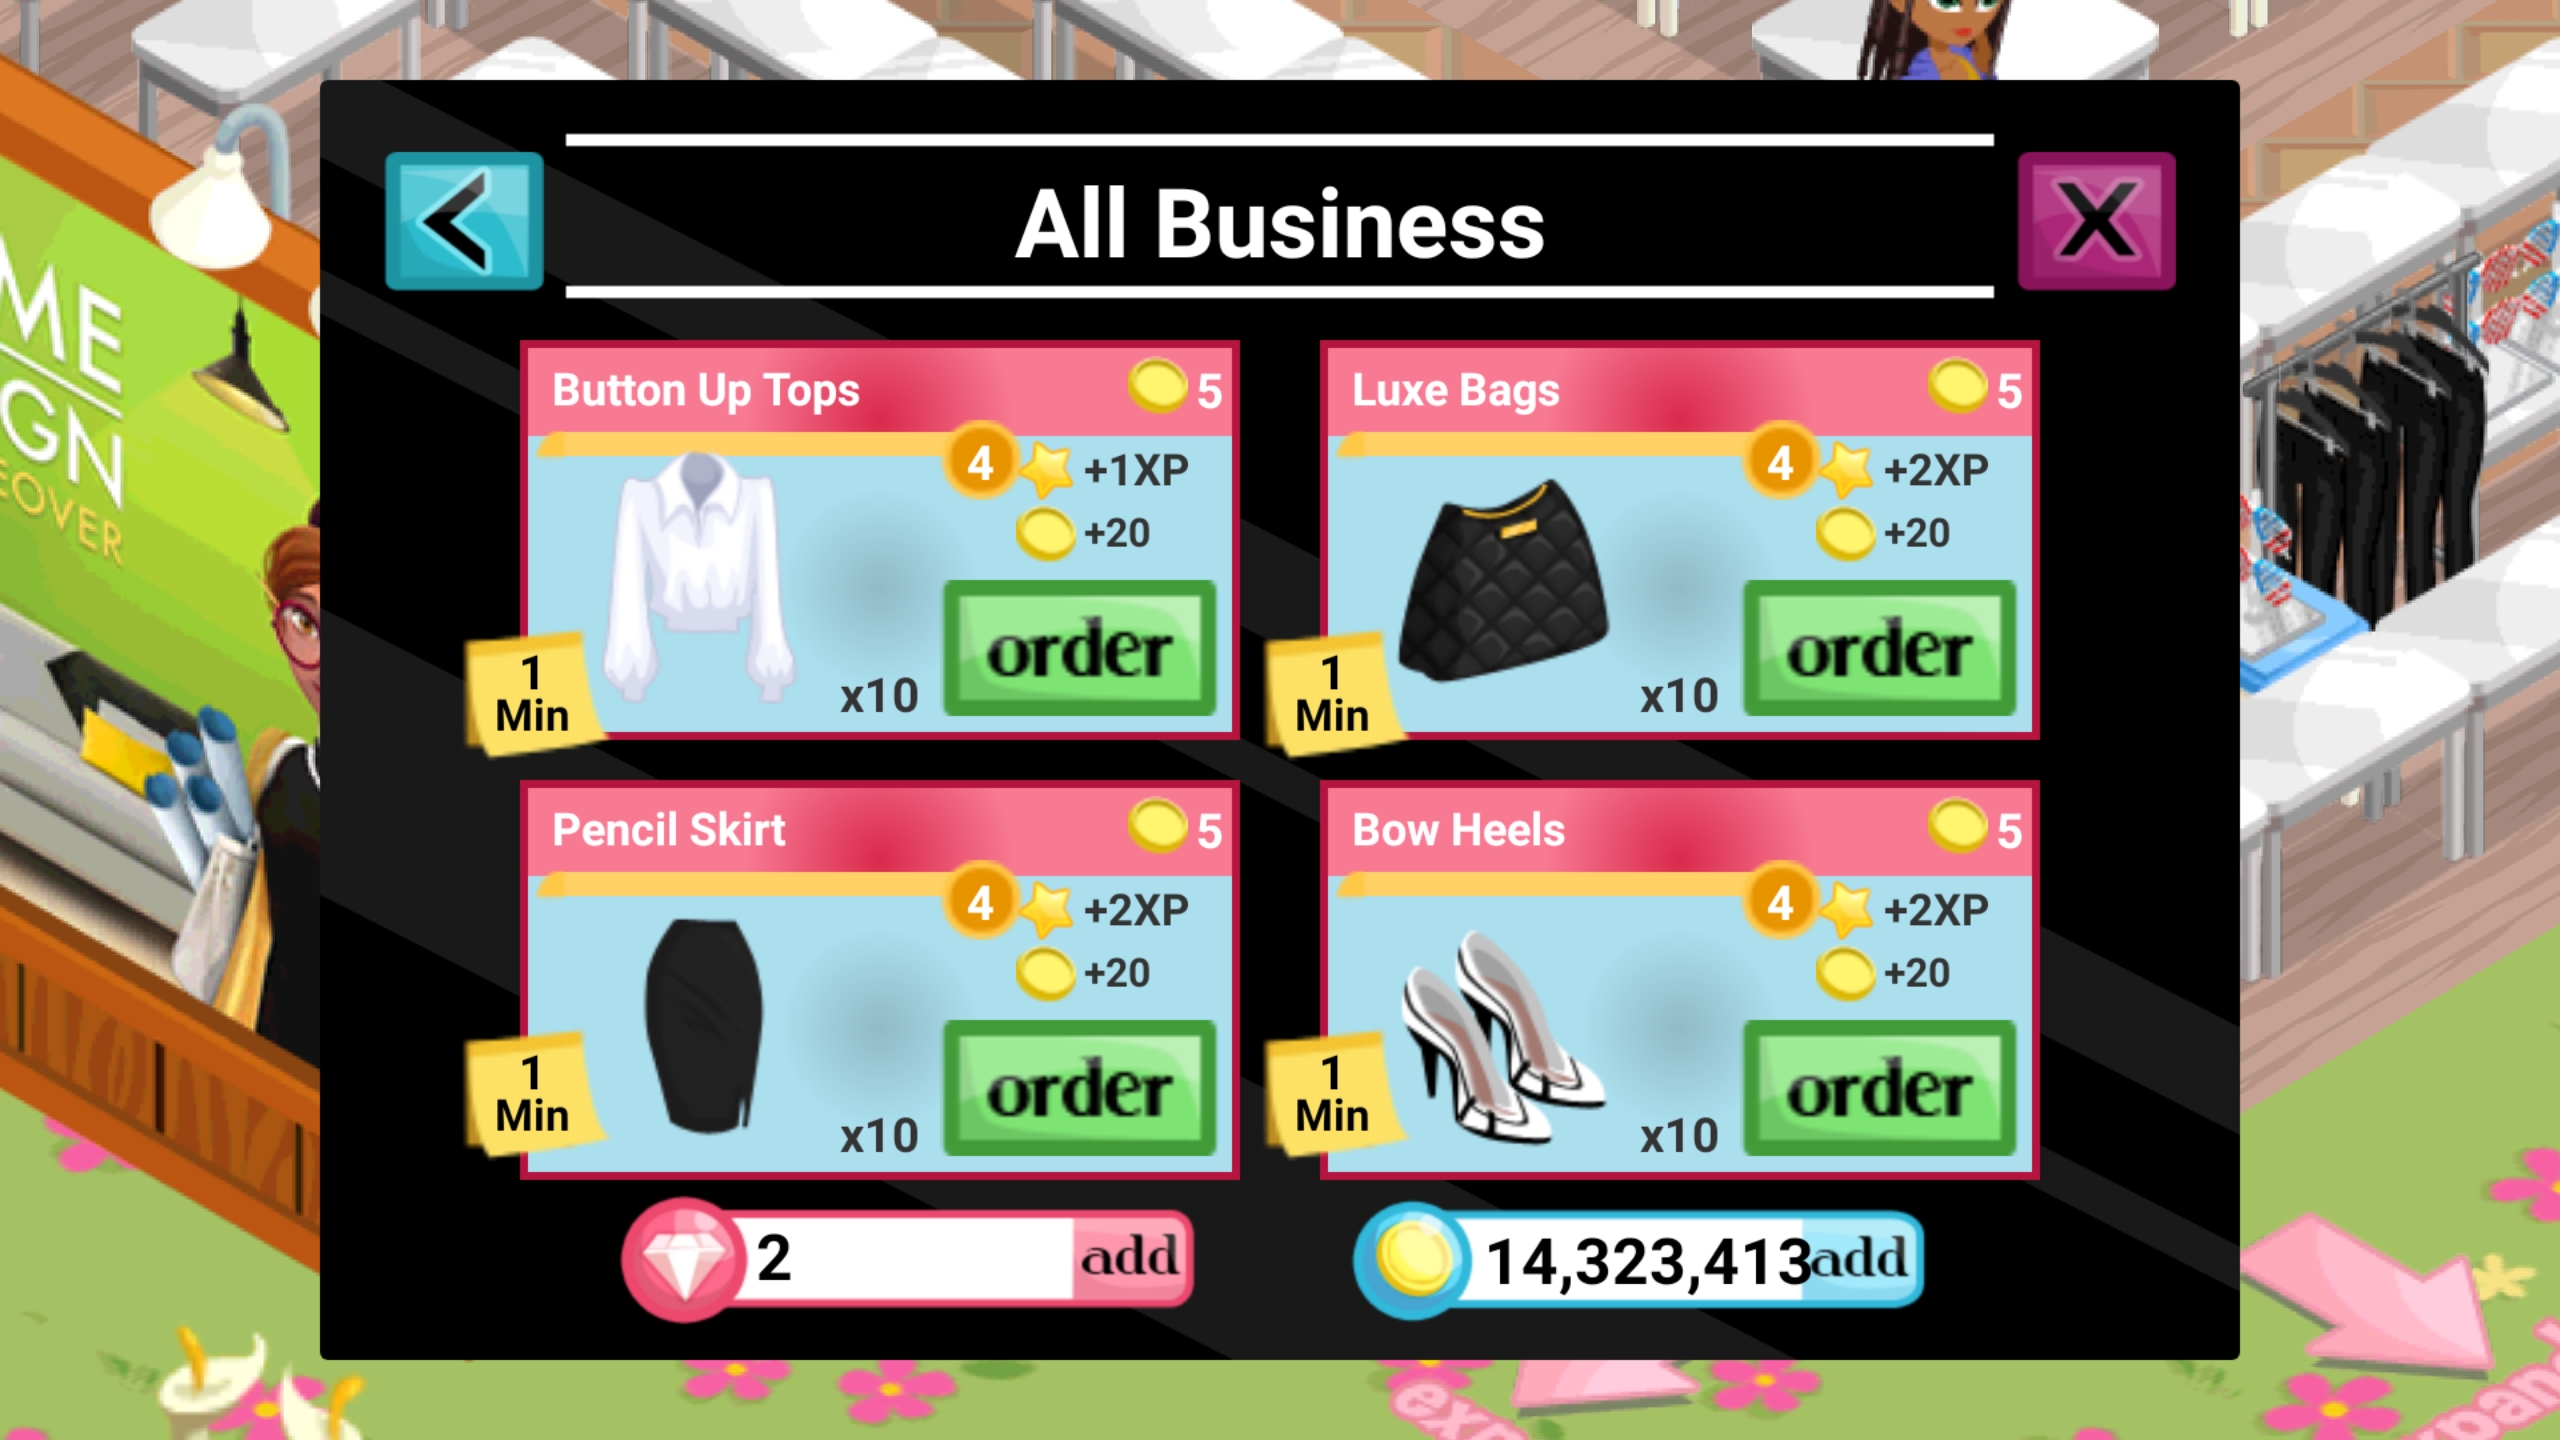 All Business
Button Up Tops 5
4 +1XP
+20
1
Min
x10
order
Luxe Bags 5
4 +2XP
+20
1
Min
x10
order
Pencil Skirt 5
4 +2XP
+20
1
Min
x10
order
Bow Heels 5
4 +2XP
+20
1
Min
x10
order
2 add
14,323,413 add